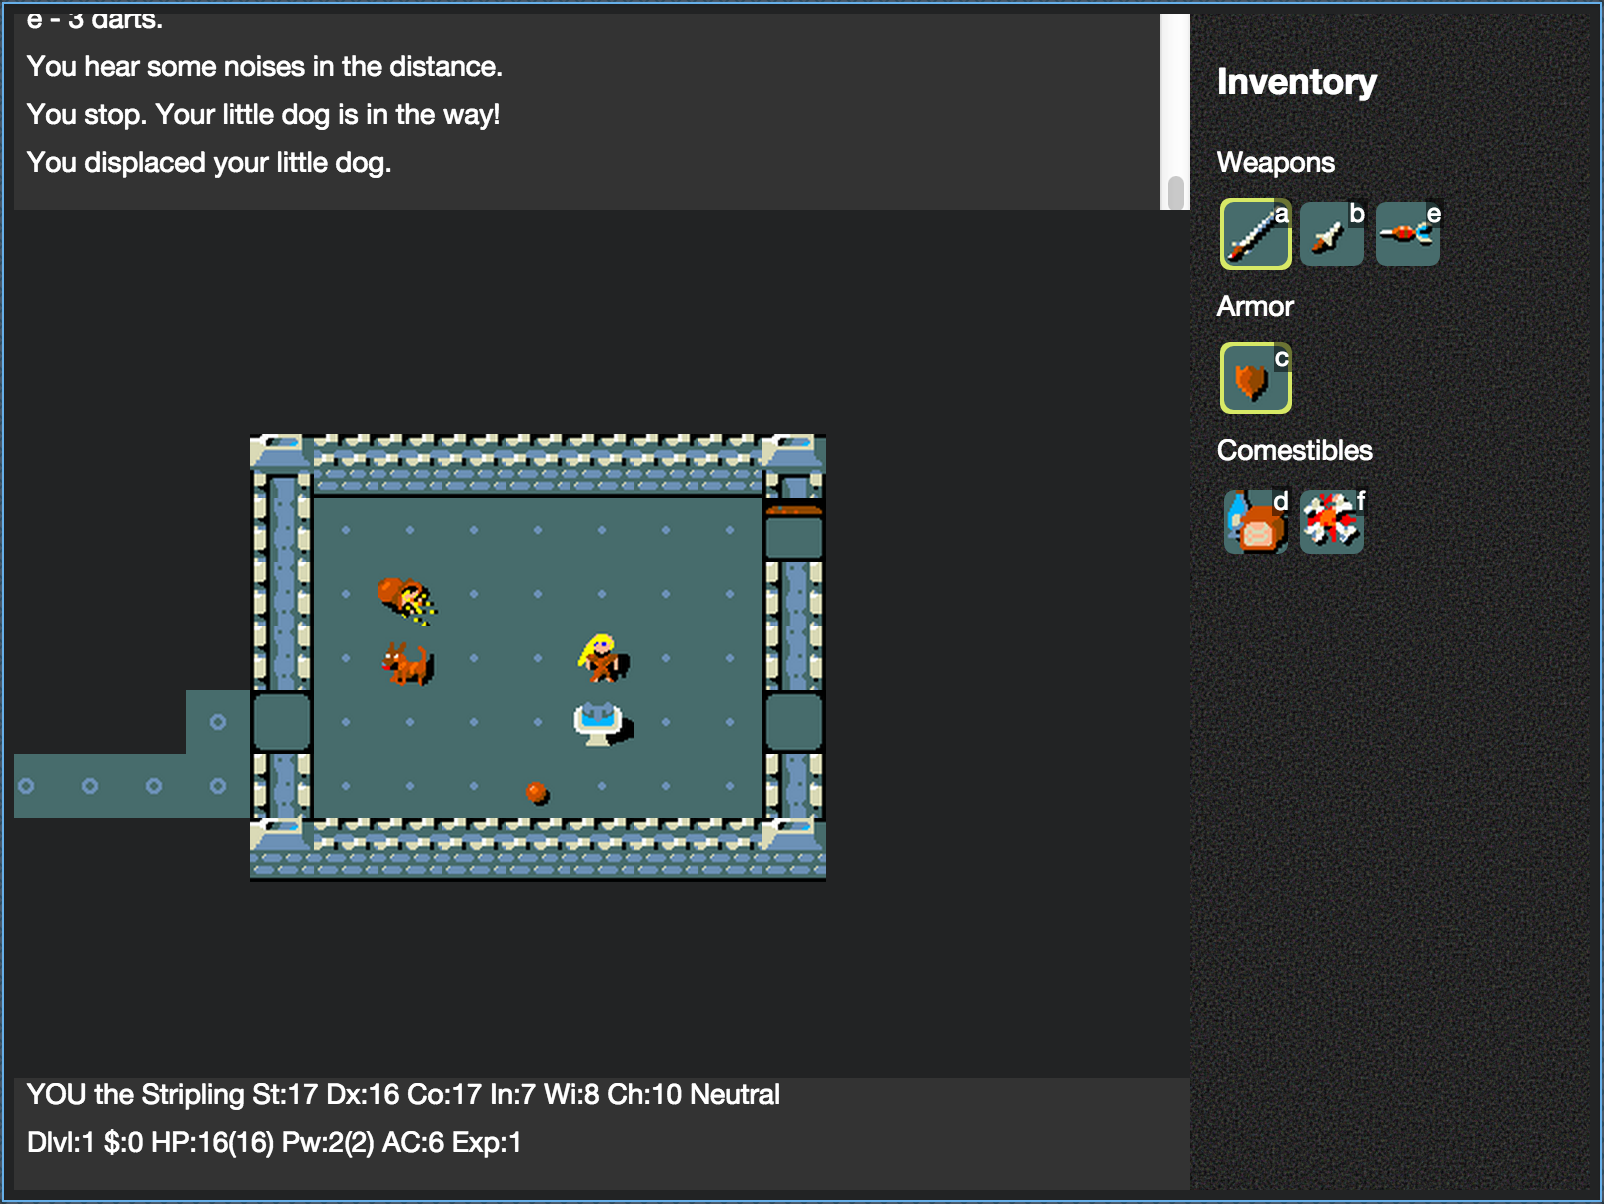 e - 3 darts.
You hear some noises in the distance.
You stop. Your little dog is in the way!
You displaced your little dog.
Inventory
Weapons
a b e
Armor
c
Comestibles
d f
YOU the Stripling St:17 Dx:16 Co:17 In:7 Wi:8 Ch:10 Neutral
Dlvl:1 $:0 HP:16(16) Pw:2(2) AC:6 Exp:1